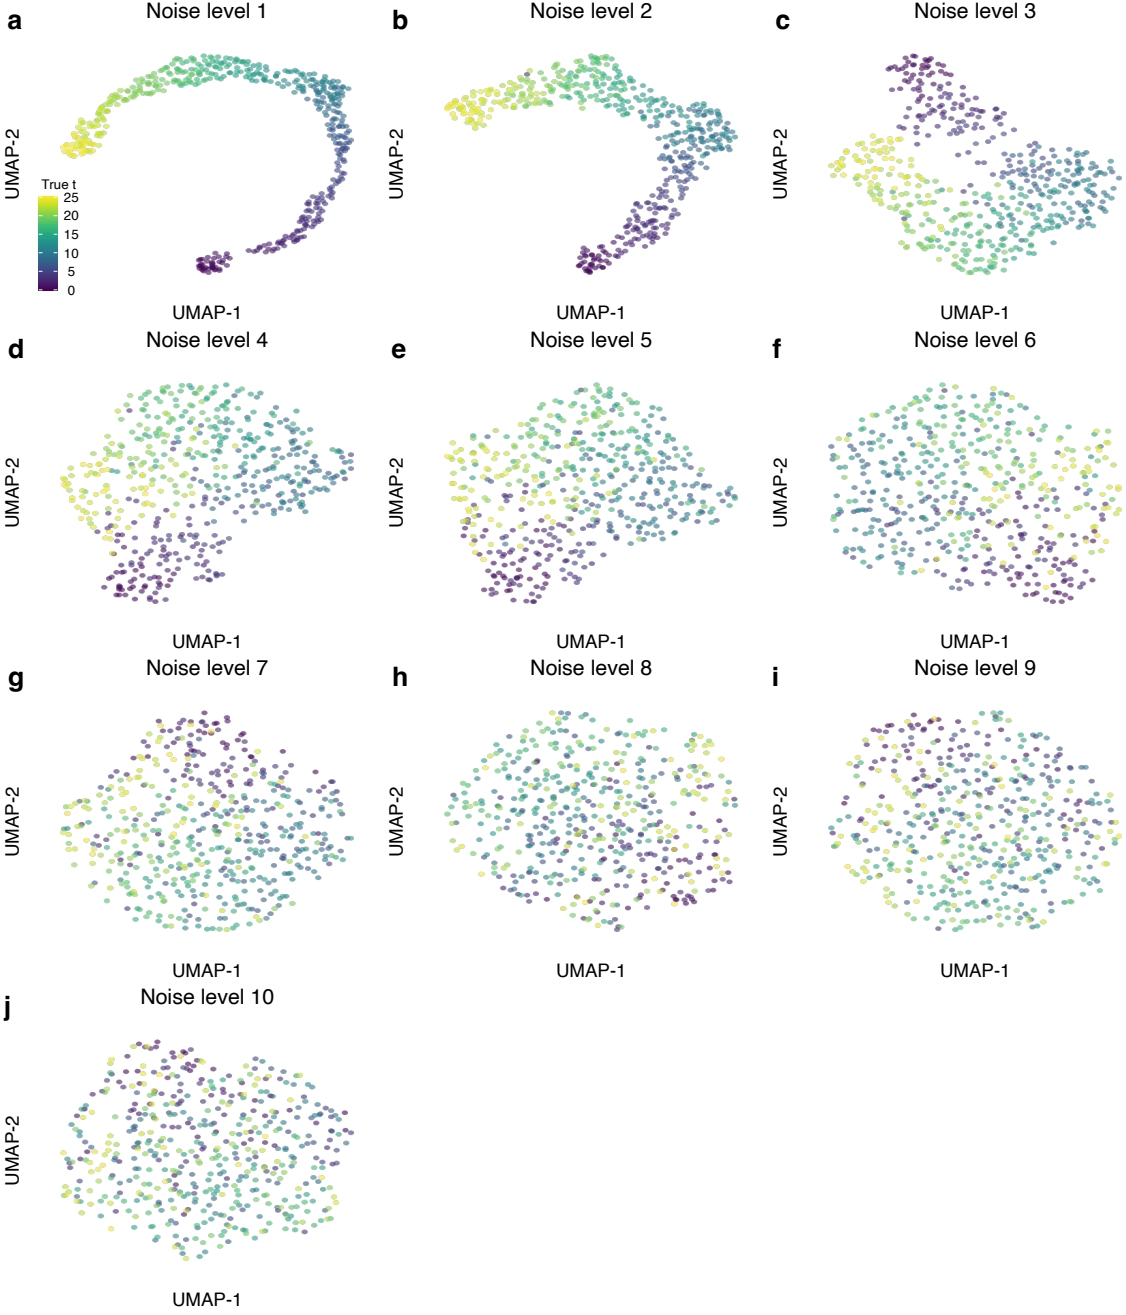 a
Noise level 1
UMAP-2
True t
25
20
15
10
5
0
UMAP-1
b
Noise level 2
UMAP-2
UMAP-1
c
Noise level 3
UMAP-2
UMAP-1
d
Noise level 4
UMAP-2
UMAP-1
e
Noise level 5
UMAP-2
UMAP-1
f
Noise level 6
UMAP-2
UMAP-1
g
Noise level 7
UMAP-2
UMAP-1
h
Noise level 8
UMAP-2
UMAP-1
i
Noise level 9
UMAP-2
UMAP-1
j
Noise level 10
UMAP-2
UMAP-1